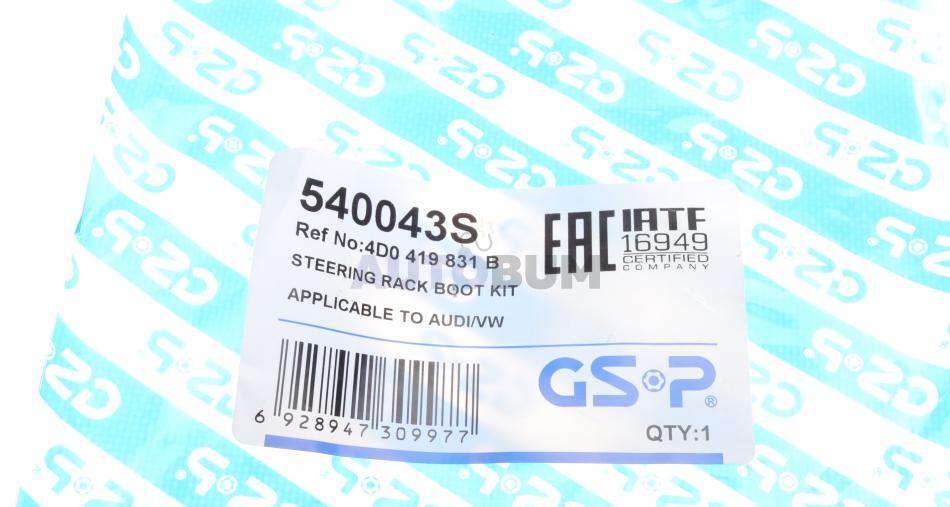 540043S
Ref No:4D0 419 831 B
STEERING RACK BOOT KIT
APPLICABLE TO AUDI/VW
EAC
IATF
16949
CERTIFIED
COMPANY
AUTOBUM
GS·P®
6 928947 309977
QTY:1